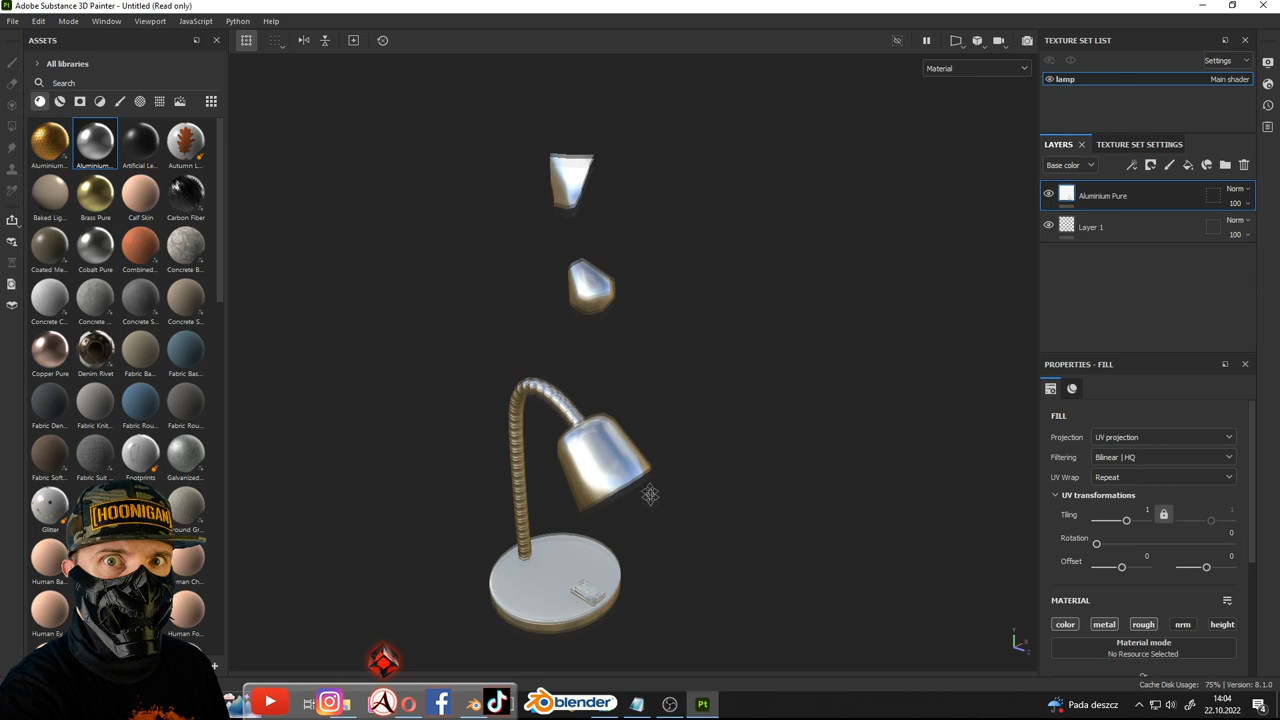 Adobe Substance 3D Painter - Untitled (Read only)
File Edit Mode Window Viewport JavaScript Python Help
ASSETS
All libraries
Search
Aluminium... Aluminium... Artificial Le... Autumn L...
Baked Lig... Brass Pure Calf Skin Carbon Fiber
Coated Me... Cobalt Pure Combined... Concrete B...
Concrete C... Concrete ... Concrete S... Concrete S...
Copper Pure Denim Rivet Fabric Ba... Fabric Bas...
Fabric Den... Fabric Knit... Fabric Rou... Fabric Rou...
Fabric Soft... Fabric Suit ... Footprints Galvanized...
Glitter
Human Ba...
Human Ey...
HOONIGAN
Material
Y
X
Z
TEXTURE SET LIST
Settings
lamp Main shader
LAYERS TEXTURE SET SETTINGS
Base color
Aluminium Pure Norm
100
Layer 1 Norm
100
PROPERTIES - FILL
FILL
Projection UV projection
Filtering Bilinear | HQ
UV Wrap Repeat
UV transformations
Tiling 1 1
Rotation 0
Offset 0 0
MATERIAL
color metal rough nrm height
Material mode
No Resource Selected
Cache Disk Usage: 75% | Version: 8.1.0
blender
Pt
Pada deszcz
14:04
22.10.2022
4